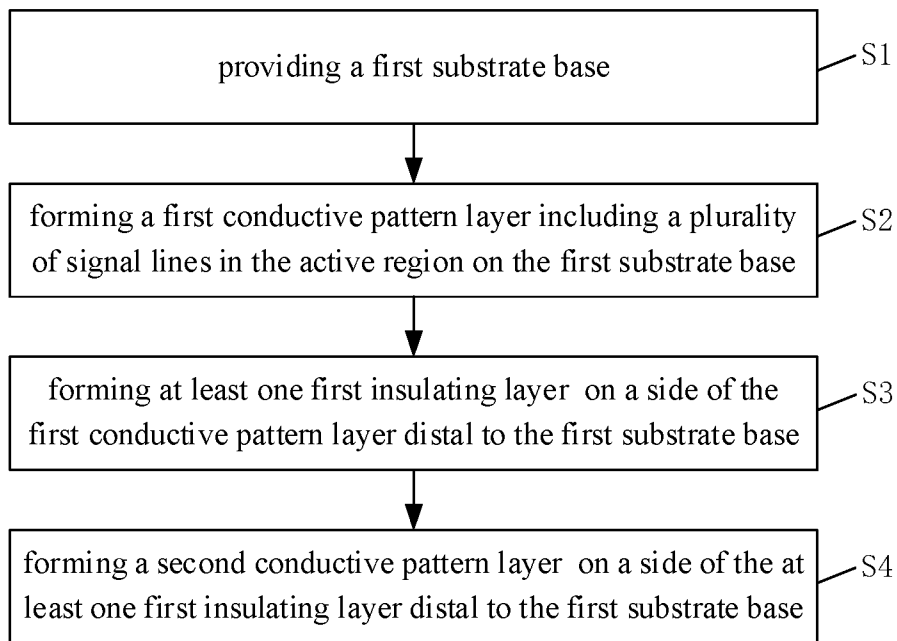 providing a first substrate base
S1
forming a first conductive pattern layer including a plurality
of signal lines in the active region on the first substrate base
S2
forming at least one first insulating layer on a side of the
first conductive pattern layer distal to the first substrate base
S3
forming a second conductive pattern layer on a side of the at
least one first insulating layer distal to the first substrate base
S4